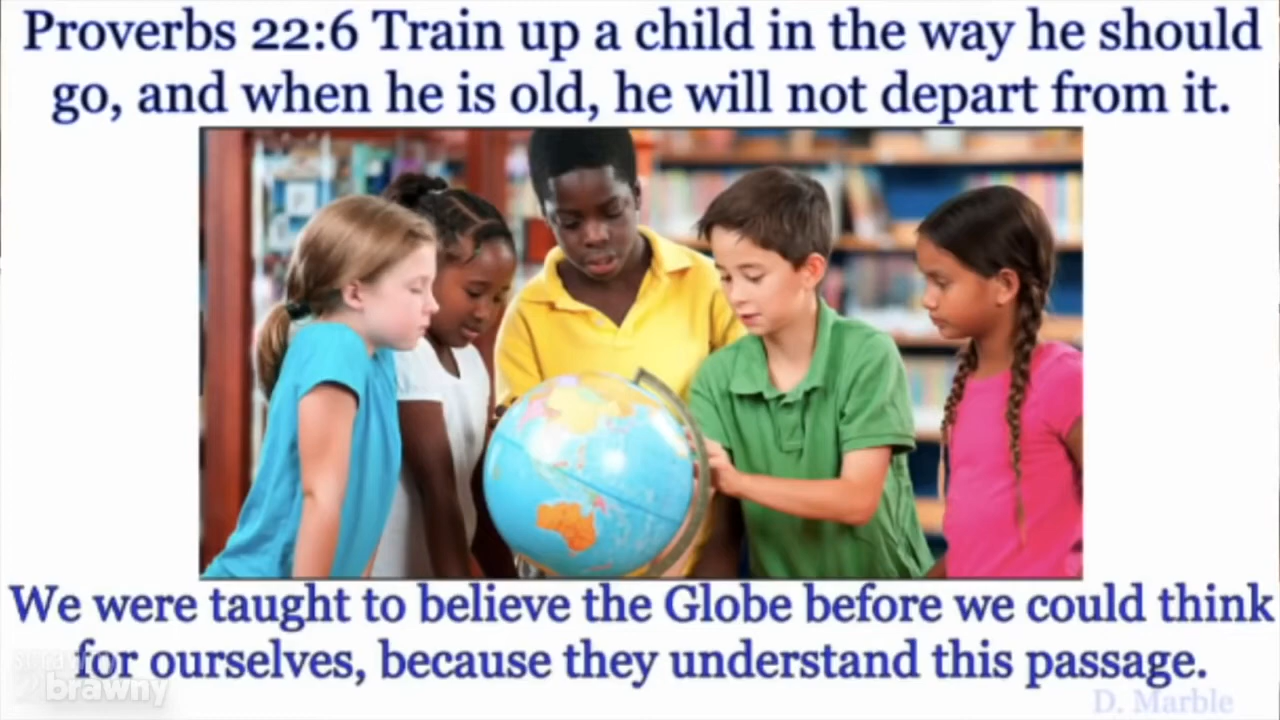 Proverbs 22:6 Train up a child in the way he should
go, and when he is old, he will not depart from it.
We were taught to believe the Globe before we could think
for ourselves, because they understand this passage.
brawny
D. Marble